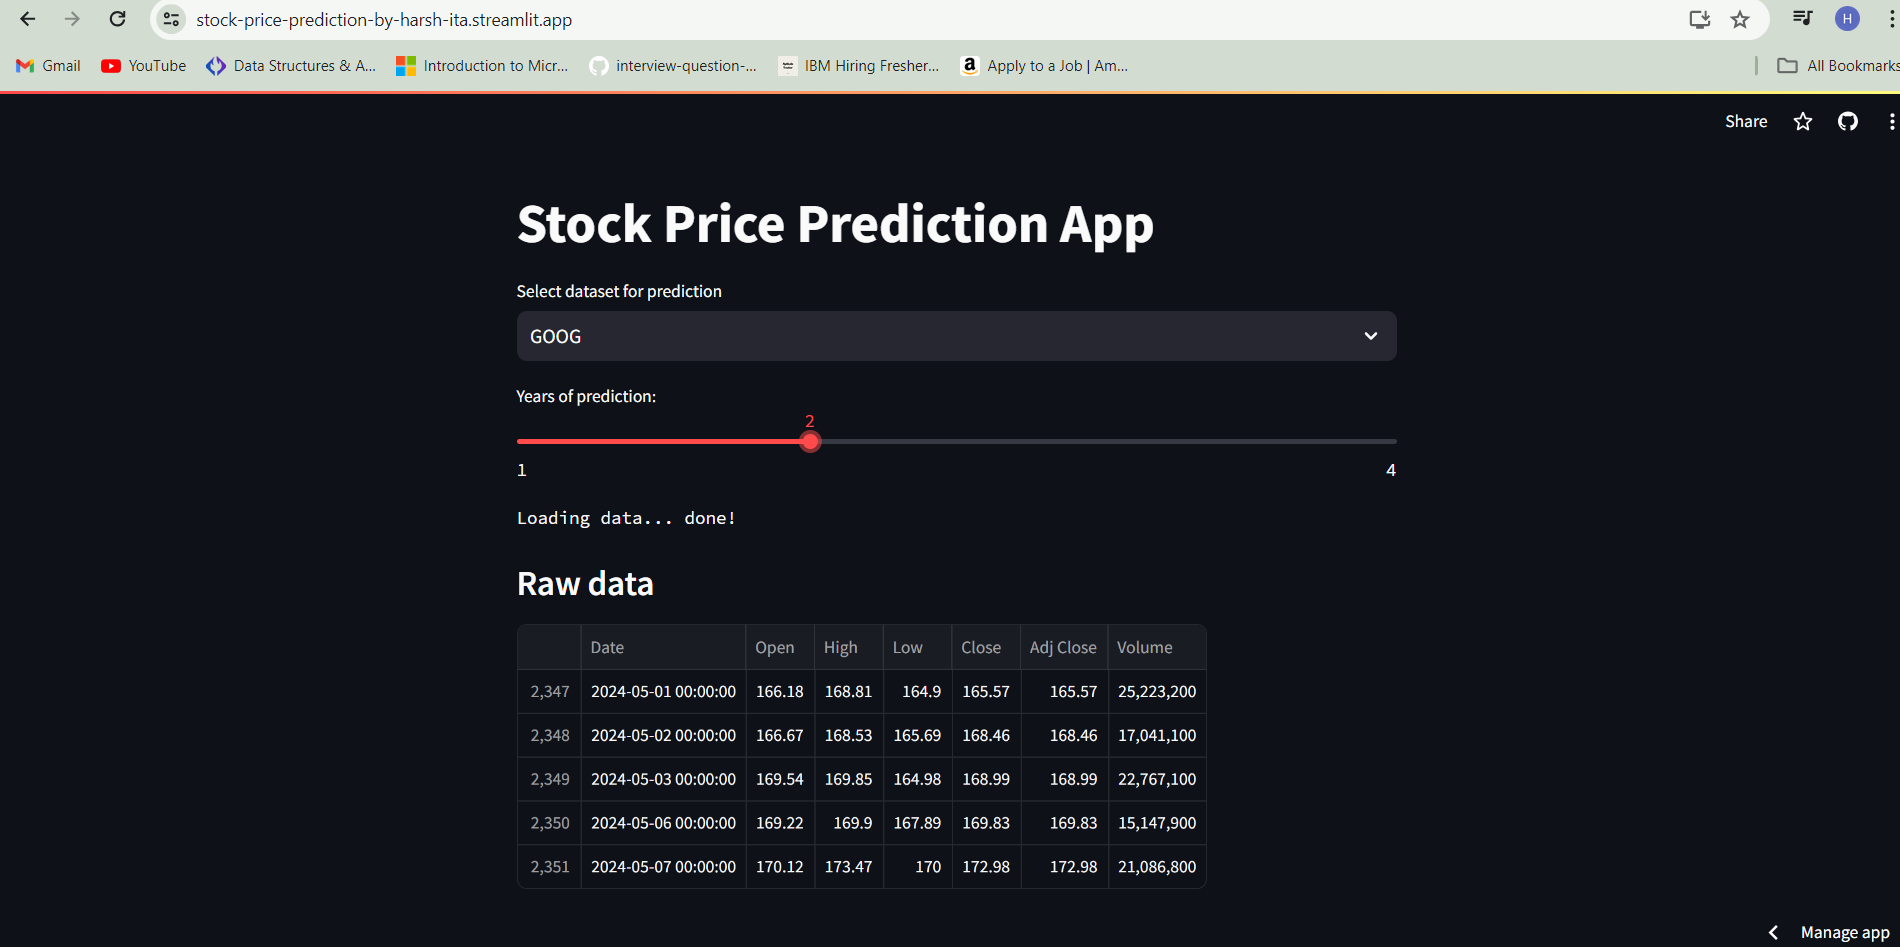 stock-price-prediction-by-harsh-ita.streamlit.app H
Gmail YouTube Data Structures & A... Introduction to Micr... interview-question-... IBM Hiring Fresher... a Apply to a Job | Am... All Bookmarks
Share
Stock Price Prediction App
Select dataset for prediction
GOOG
Years of prediction:
2
1 4
Loading data... done!
Raw data
Date Open High Low Close Adj Close Volume
2,347 2024-05-01 00:00:00 166.18 168.81 164.9 165.57 165.57 25,223,200
2,348 2024-05-02 00:00:00 166.67 168.53 165.69 168.46 168.46 17,041,100
2,349 2024-05-03 00:00:00 169.54 169.85 164.98 168.99 168.99 22,767,100
2,350 2024-05-06 00:00:00 169.22 169.9 167.89 169.83 169.83 15,147,900
2,351 2024-05-07 00:00:00 170.12 173.47 170 172.98 172.98 21,086,800
Manage app